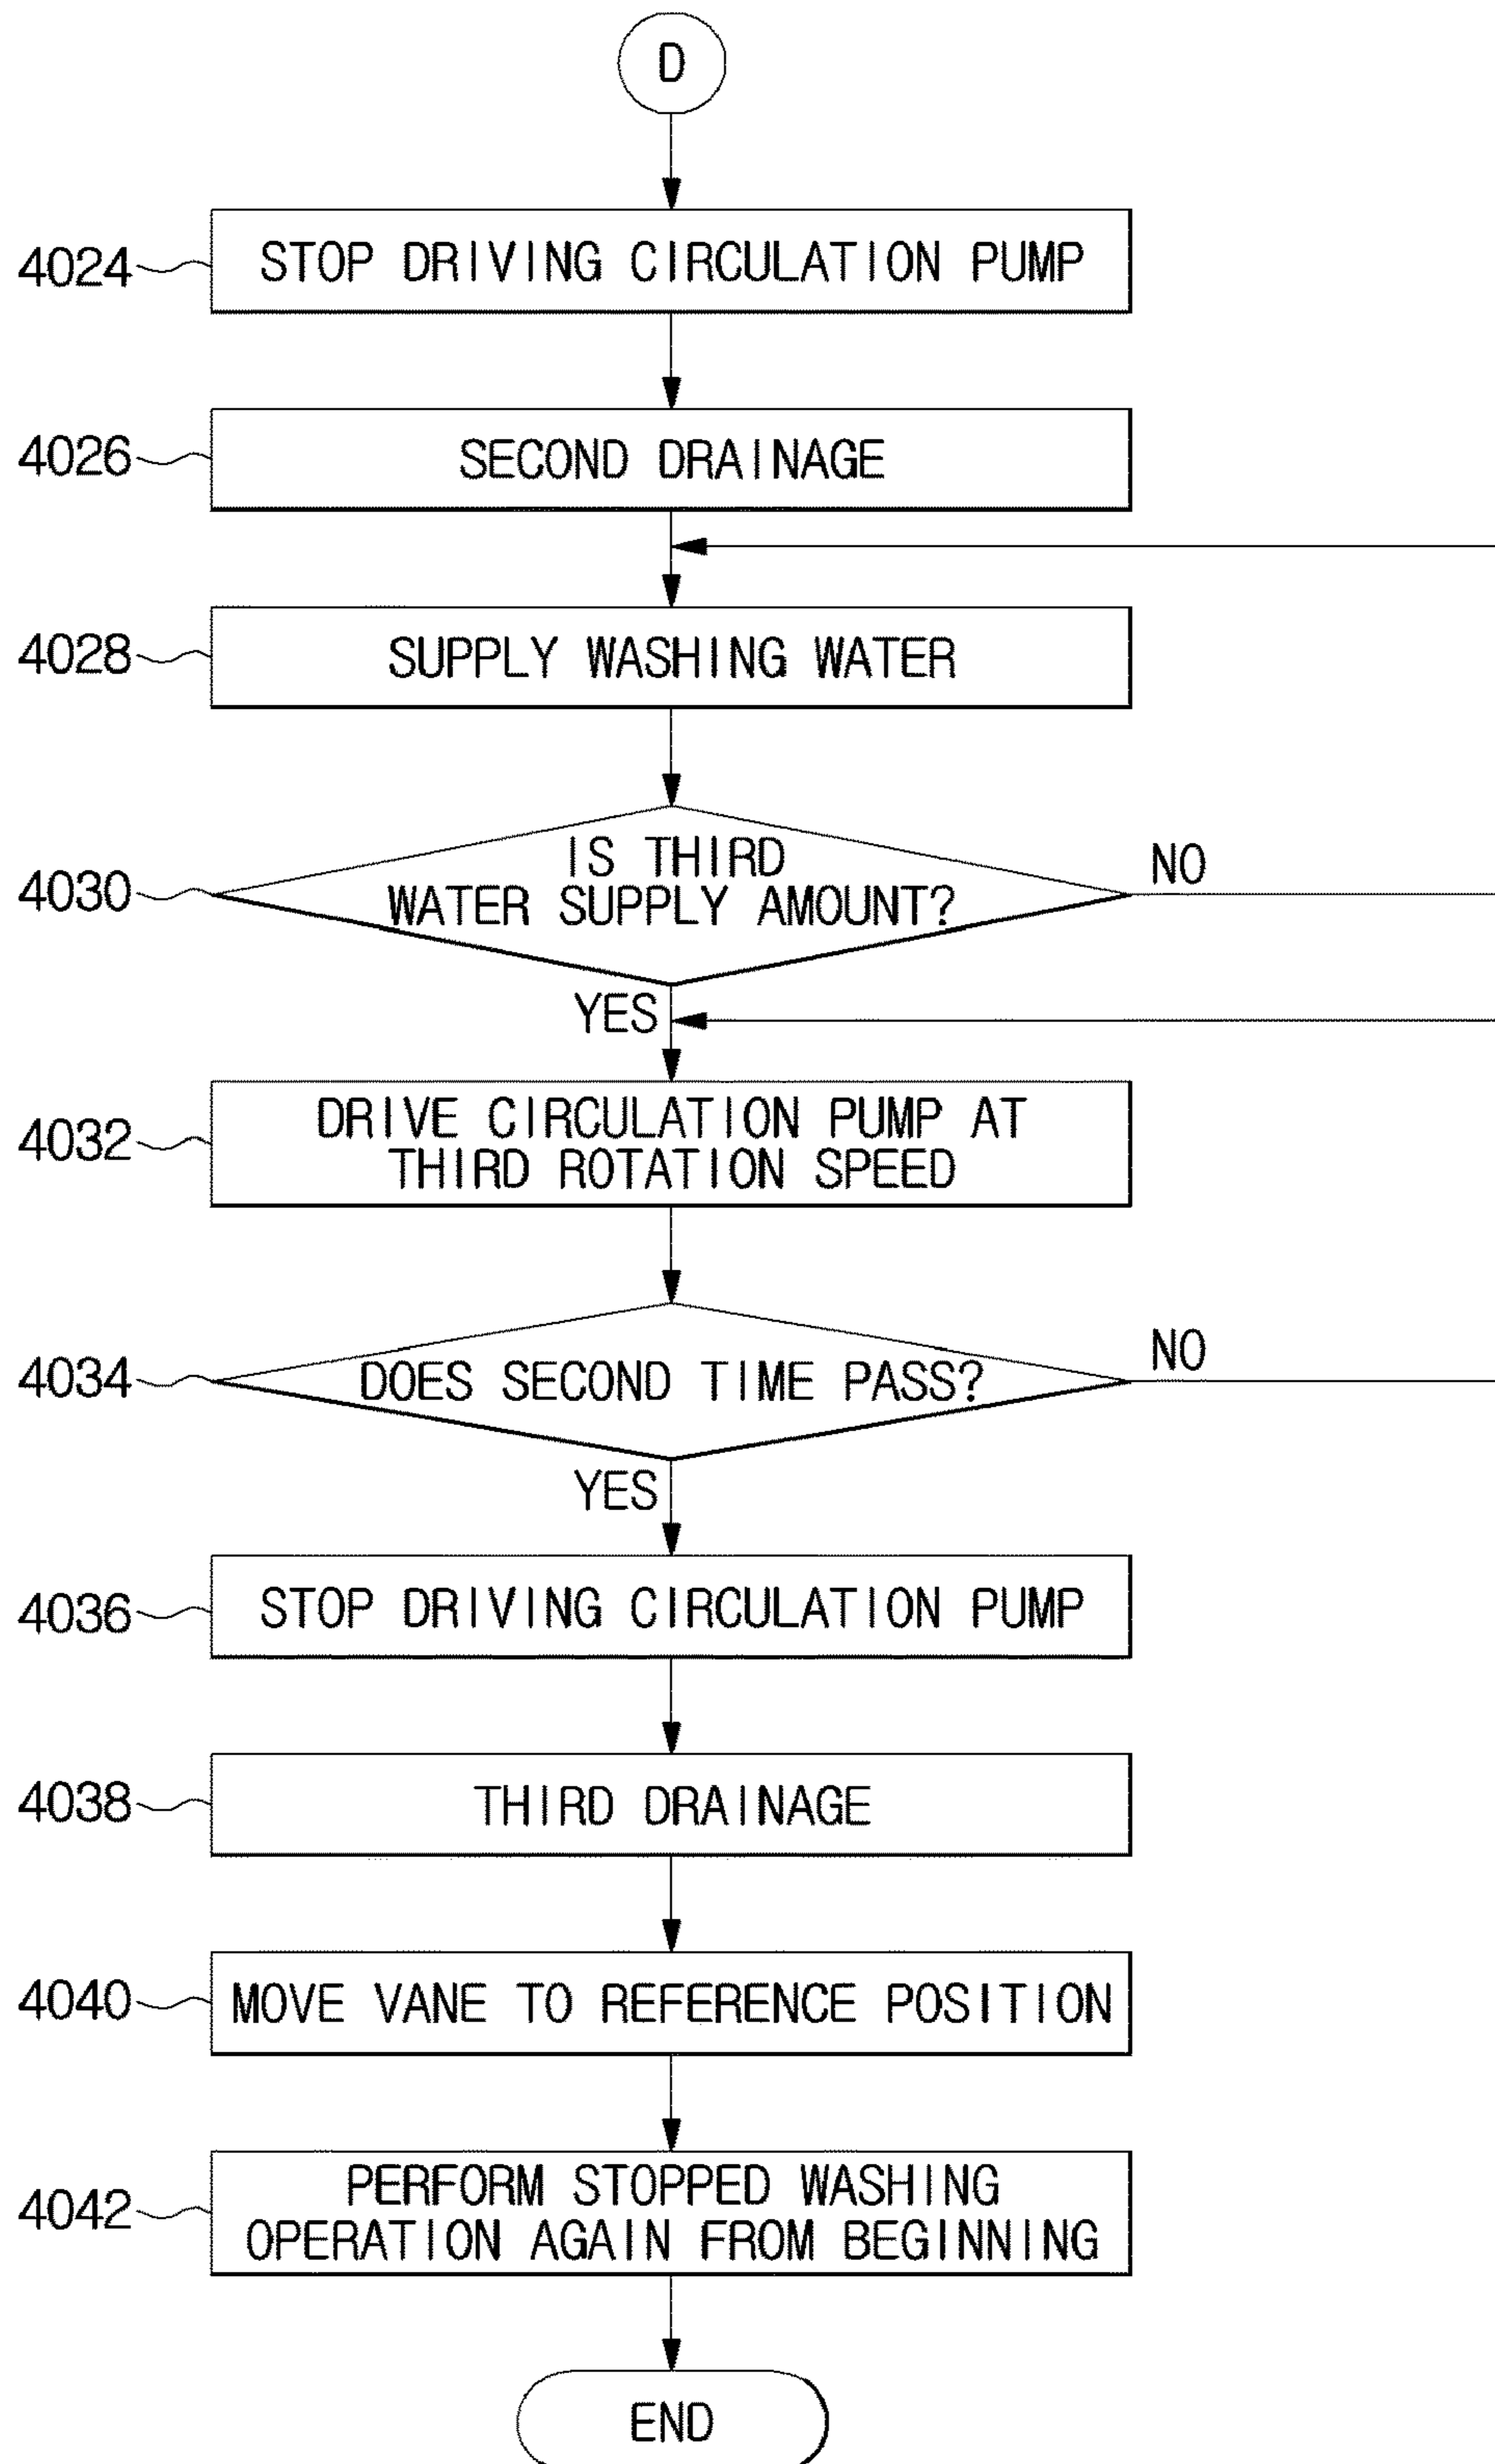 D
4024
STOP DRIVING CIRCULATION PUMP
4026
SECOND DRAINAGE
4028
SUPPLY WASHING WATER
4030
IS THIRD
WATER SUPPLY AMOUNT?
NO
YES
4032
DRIVE CIRCULATION PUMP AT
THIRD ROTATION SPEED
4034
DOES SECOND TIME PASS?
NO
YES
4036
STOP DRIVING CIRCULATION PUMP
4038
THIRD DRAINAGE
4040
MOVE VANE TO REFERENCE POSITION
4042
PERFORM STOPPED WASHING
OPERATION AGAIN FROM BEGINNING
END